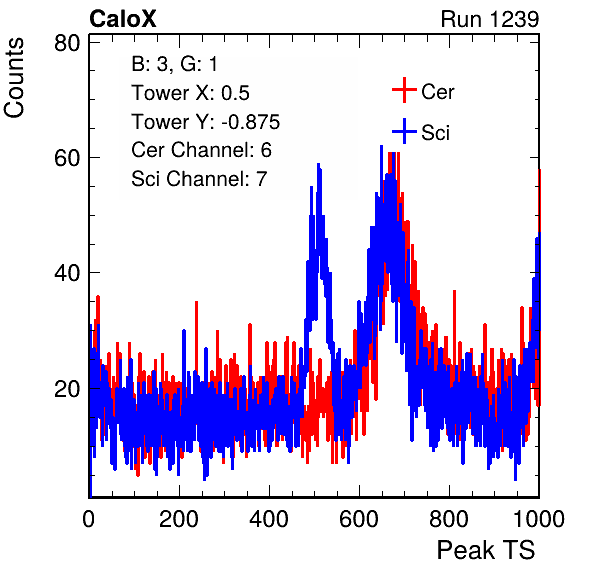 CaloX Run 1239
Counts
80
60
40
20
B: 3, G: 1
Tower X: 0.5
Tower Y: -0.875
Cer Channel: 6
Sci Channel: 7
Cer
Sci
0 200 400 600 800 1000
Peak TS